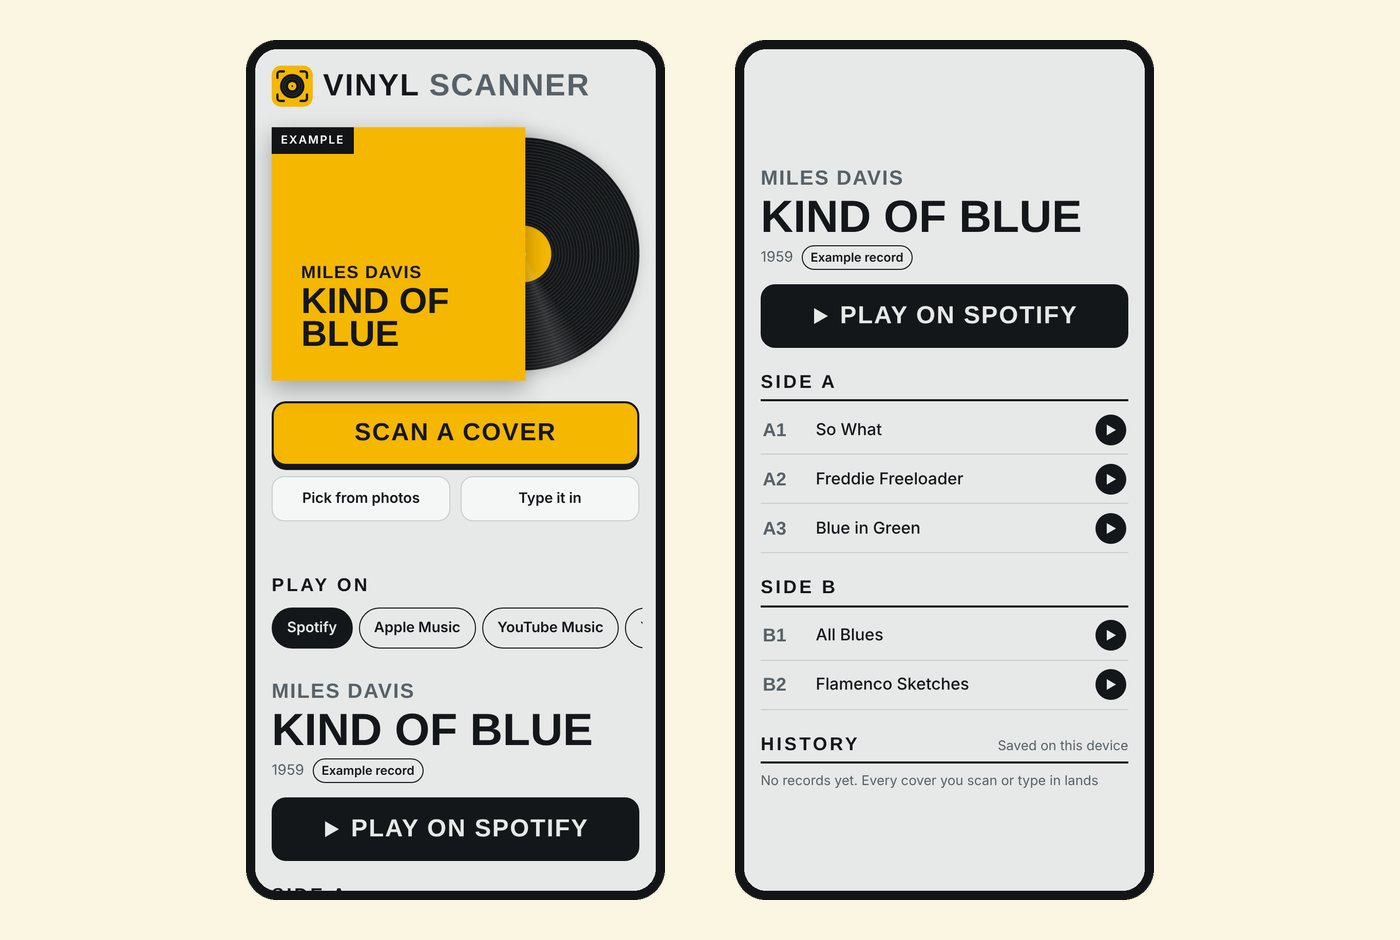 VINYL SCANNER
EXAMPLE
MILES DAVIS
KIND OF
BLUE
SCAN A COVER
Pick from photos
Type it in
PLAY ON
Spotify
Apple Music
YouTube Music
MILES DAVIS
KIND OF BLUE
1959 Example record
PLAY ON SPOTIFY
SIDE A
MILES DAVIS
KIND OF BLUE
1959 Example record
PLAY ON SPOTIFY
SIDE A
A1 So What
A2 Freddie Freeloader
A3 Blue in Green
SIDE B
B1 All Blues
B2 Flamenco Sketches
HISTORY Saved on this device
No records yet. Every cover you scan or type in lands